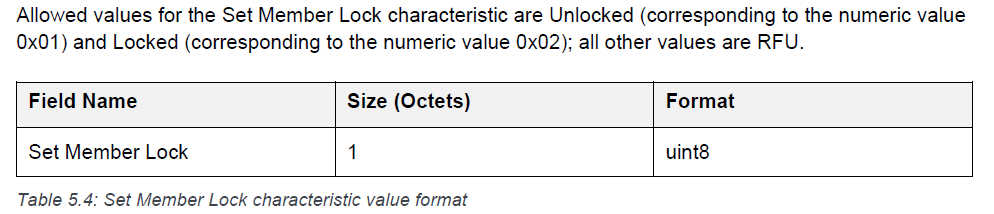 Allowed values for the Set Member Lock characteristic are Unlocked (corresponding to the numeric value
0x01) and Locked (corresponding to the numeric value 0x02); all other values are RFU.
Field Name Size (Octets) Format
Set Member Lock 1 uint8
Table 5.4: Set Member Lock characteristic value format